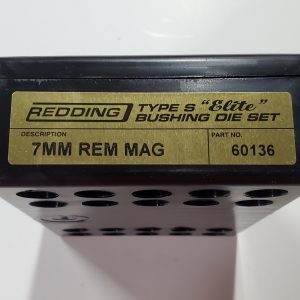 REDDING TYPE S "Elite"
BUSHING DIE SET
DESCRIPTION PART NO.
7MM REM MAG 60136